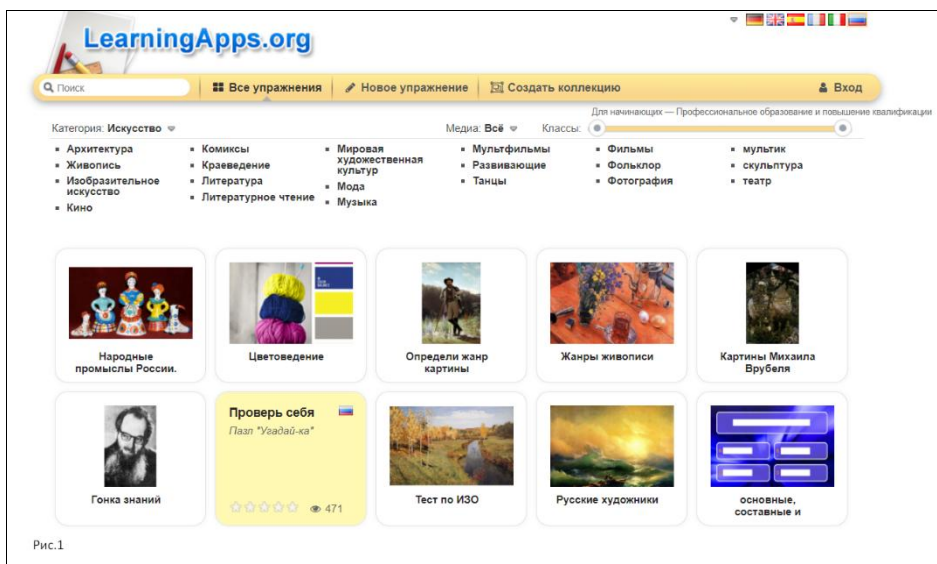 LearningApps.org
Поиск
Все упражнения
Новое упражнение
Создать коллекцию
Вход
Для начинающих — Профессиональное образование и повышение квалификации
Категория: Искусство
Медиа: Всё
Классы:
Архитектура
Живопись
Изобразительное
искусство
Кино
Комиксы
Краеведение
Литература
Литературное чтение
Мировая
художественная
культур
Мода
Музыка
Мультфильмы
Развивающие
Танцы
Фильмы
Фольклор
Фотография
мультик
скульптура
театр
Народные
промыслы России.
Цветоведение
Определи жанр
картины
Жанры живописи
Картины Михаила
Врубеля
Гонка знаний
Проверь себя
Пазл "Угадай-ка"
471
Тест по ИЗО
Русские художники
основные,
составные и
Рис.1